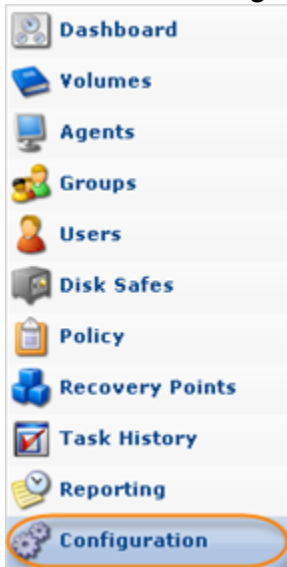 Dashboard
Volumes
Agents
Groups
Users
Disk Safes
Policy
Recovery Points
Task History
Reporting
Configuration